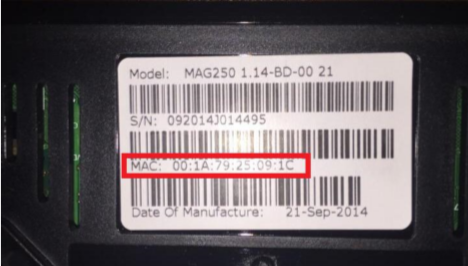 Model: MAG250 1.14-BD-00 21
S/N: 092014J014495
MAC: 00:1A:79:25:09:1C
Date Of Manufacture: 21-Sep-2014